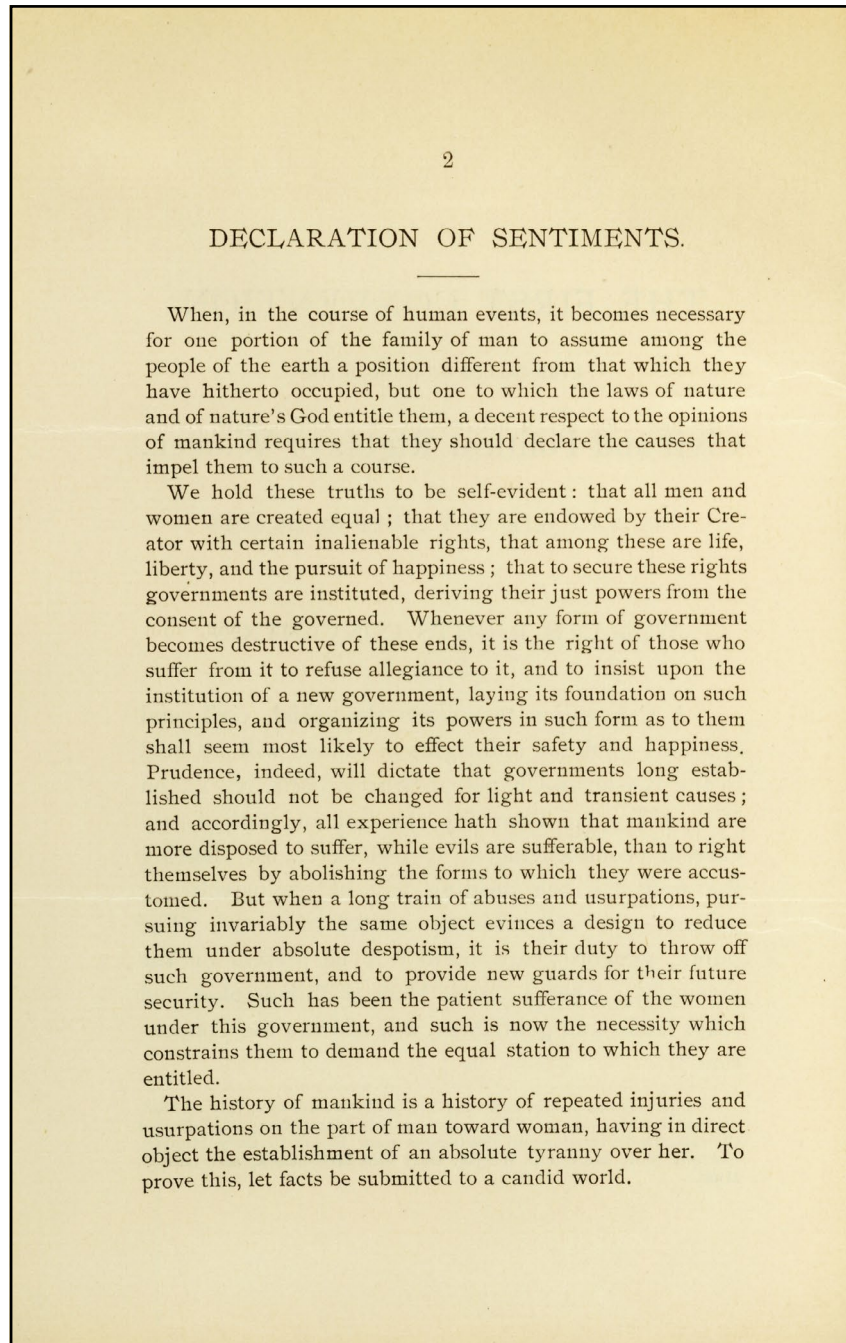 2
DECLARATION OF SENTIMENTS.
When, in the course of human events, it becomes necessary
for one portion of the family of man to assume among the
people of the earth a position different from that which they
have hitherto occupied, but one to which the laws of nature
and of nature's God entitle them, a decent respect to the opinions
of mankind requires that they should declare the causes that
impel them to such a course.
We hold these truths to be self-evident : that all men and
women are created equal ; that they are endowed by their Cre-
ator with certain inalienable rights, that among these are life,
liberty, and the pursuit of happiness ; that to secure these rights
governments are instituted, deriving their just powers from the
consent of the governed. Whenever any form of government
becomes destructive of these ends, it is the right of those who
suffer from it to refuse allegiance to it, and to insist upon the
institution of a new government, laying its foundation on such
principles, and organizing its powers in such form as to them
shall seem most likely to effect their safety and happiness.
Prudence, indeed, will dictate that governments long estab-
lished should not be changed for light and transient causes ;
and accordingly, all experience hath shown that mankind are
more disposed to suffer, while evils are sufferable, than to right
themselves by abolishing the forms to which they were accus-
tomed. But when a long train of abuses and usurpations, pur-
suing invariably the same object evinces a design to reduce
them under absolute despotism, it is their duty to throw off
such government, and to provide new guards for their future
security. Such has been the patient sufferance of the women
under this government, and such is now the necessity which
constrains them to demand the equal station to which they are
entitled.
The history of mankind is a history of repeated injuries and
usurpations on the part of man toward woman, having in direct
object the establishment of an absolute tyranny over her. To
prove this, let facts be submitted to a candid world.